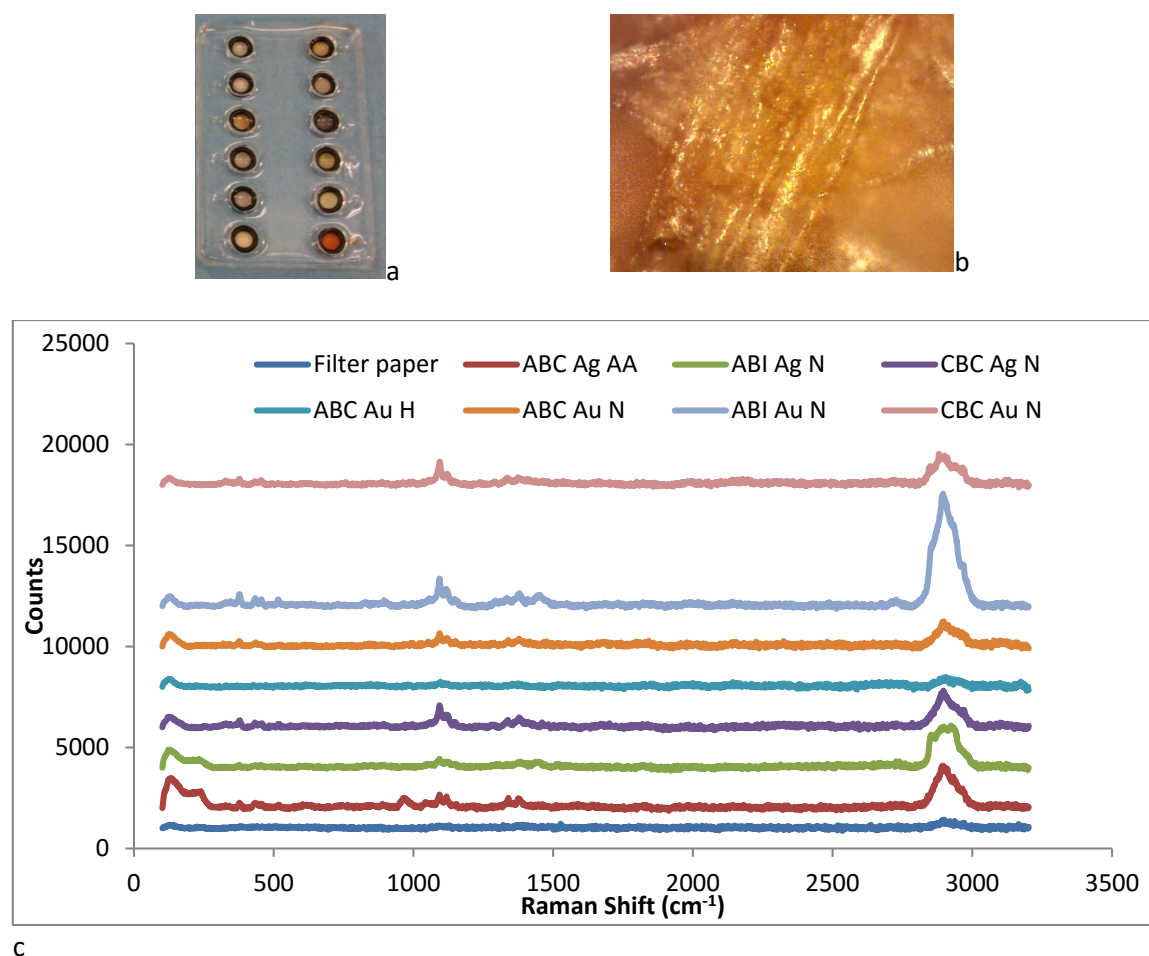 a
b
25000
20000
15000
10000
5000
0
Counts
Filter paper ABC Ag AA ABI Ag N CBC Ag N
ABC Au H ABC Au N ABI Au N CBC Au N
0 500 1000 1500 2000 2500 3000 3500
Raman Shift (cm⁻¹)
c